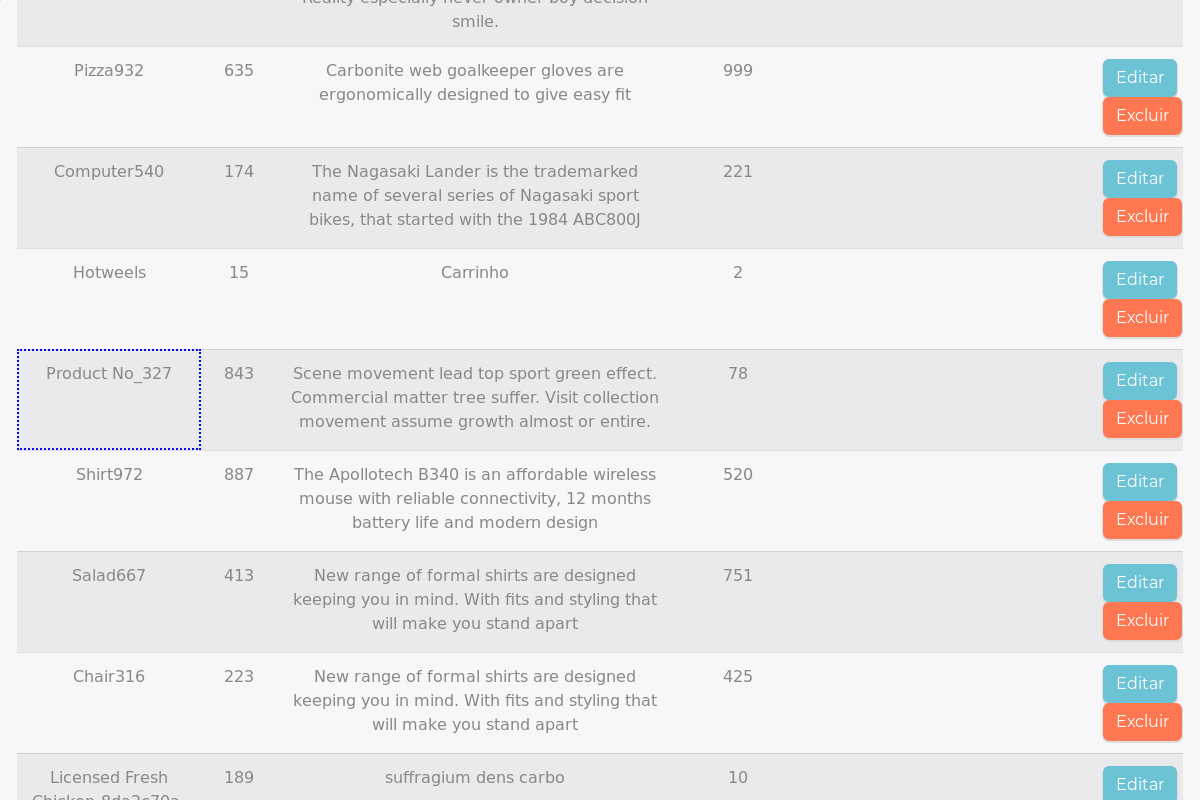 Reality especially never owner boy decision
smile.
Pizza932 635 Carbonite web goalkeeper gloves are 999 Editar
ergonomically designed to give easy fit
Excluir
Computer540 174 The Nagasaki Lander is the trademarked 221 Editar
name of several series of Nagasaki sport
bikes, that started with the 1984 ABC800J Excluir
Hotweels 15 Carrinho 2 Editar
Excluir
Product No_327 843 Scene movement lead top sport green effect. 78 Editar
Commercial matter tree suffer. Visit collection
movement assume growth almost or entire. Excluir
Shirt972 887 The Apollotech B340 is an affordable wireless 520 Editar
mouse with reliable connectivity, 12 months
battery life and modern design Excluir
Salad667 413 New range of formal shirts are designed 751 Editar
keeping you in mind. With fits and styling that
will make you stand apart Excluir
Chair316 223 New range of formal shirts are designed 425 Editar
keeping you in mind. With fits and styling that
will make you stand apart Excluir
Licensed Fresh 189 suffragium dens carbo 10 Editar